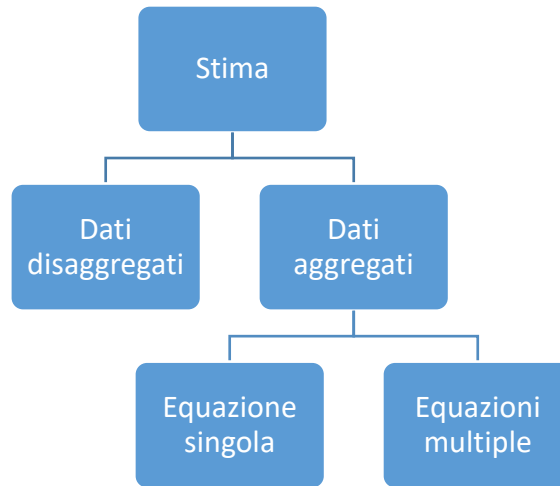 Stima
Dati
disaggregati
Dati
aggregati
Equazione
singola
Equazioni
multiple